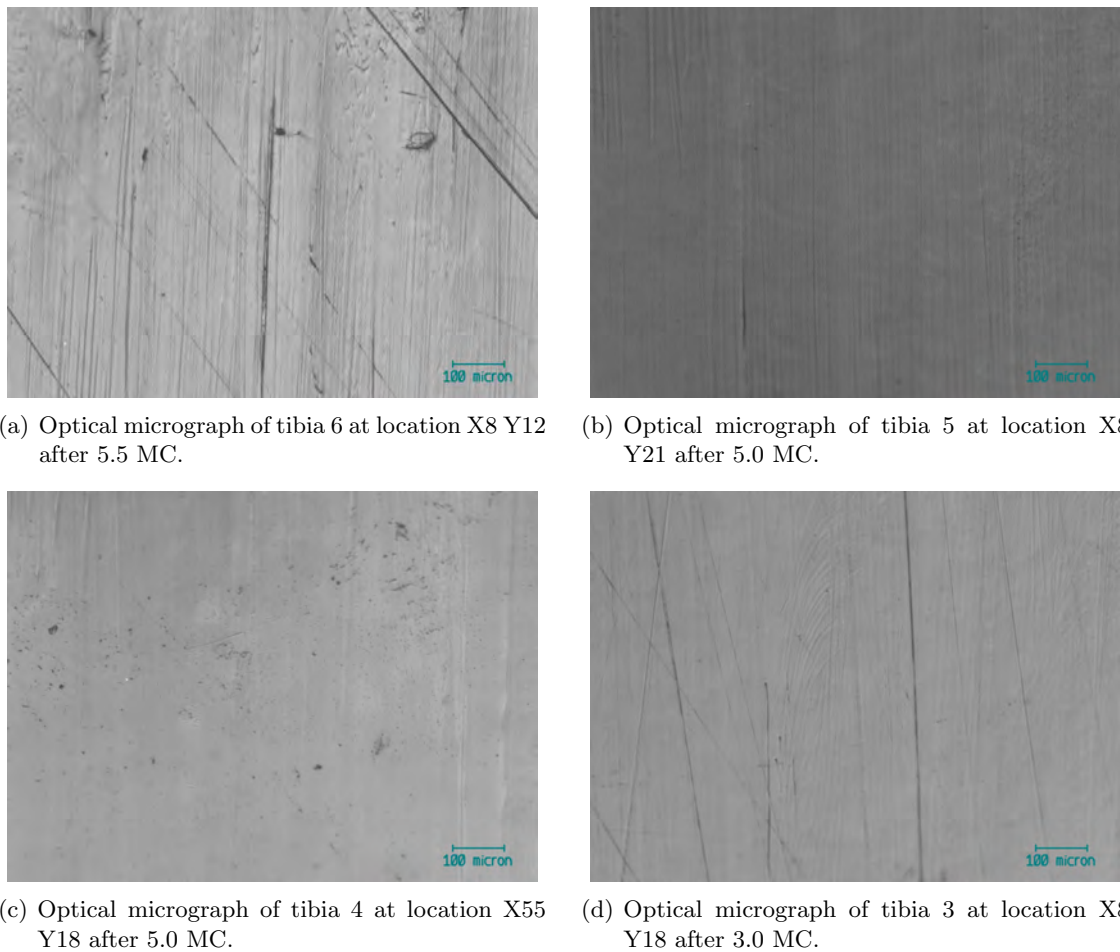 100 micron
100 micron
(a) Optical micrograph of tibia 6 at location X8 Y12
after 5.5 MC.
(b) Optical micrograph of tibia 5 at location
Y21 after 5.0 MC.
100 micron
100 micron
(c) Optical micrograph of tibia 4 at location X55
Y18 after 5.0 MC.
(d) Optical micrograph of tibia 3 at location
Y18 after 3.0 MC.